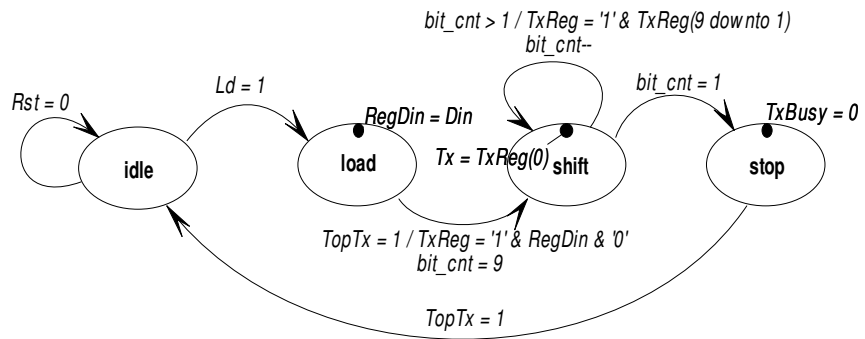 bit_cnt > 1 / TxReg = '1' & TxReg(9 downto 1)
bit_cnt--
Rst = 0
Ld = 1
bit_cnt = 1
RegDin = Din
TxBusy = 0
idle
load
Tx = TxReg(0)
shift
stop
TopTx = 1 / TxReg = '1' & RegDin & '0'
bit_cnt = 9
TopTx = 1